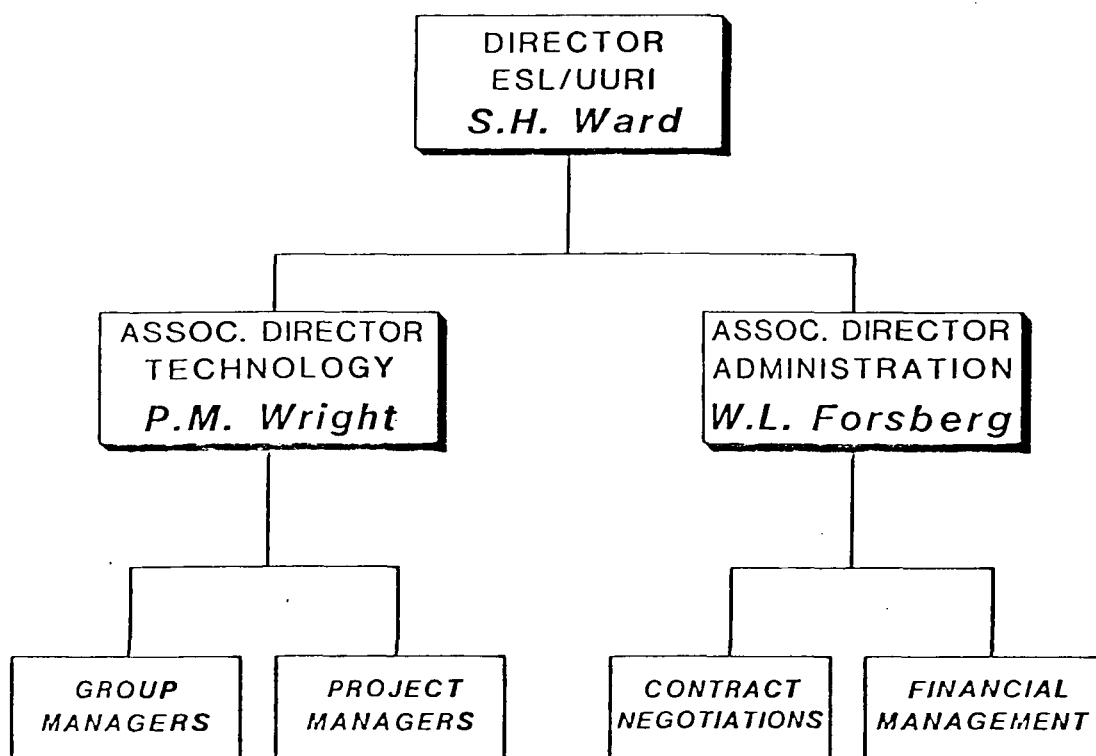 DIRECTOR
ESL/UURI
S.H. Ward
ASSOC. DIRECTOR
TECHNOLOGY
P.M. Wright
ASSOC. DIRECTOR
ADMINISTRATION
W.L. Forsberg
GROUP
MANAGERS
PROJECT
MANAGERS
CONTRACT
NEGOTIATIONS
FINANCIAL
MANAGEMENT